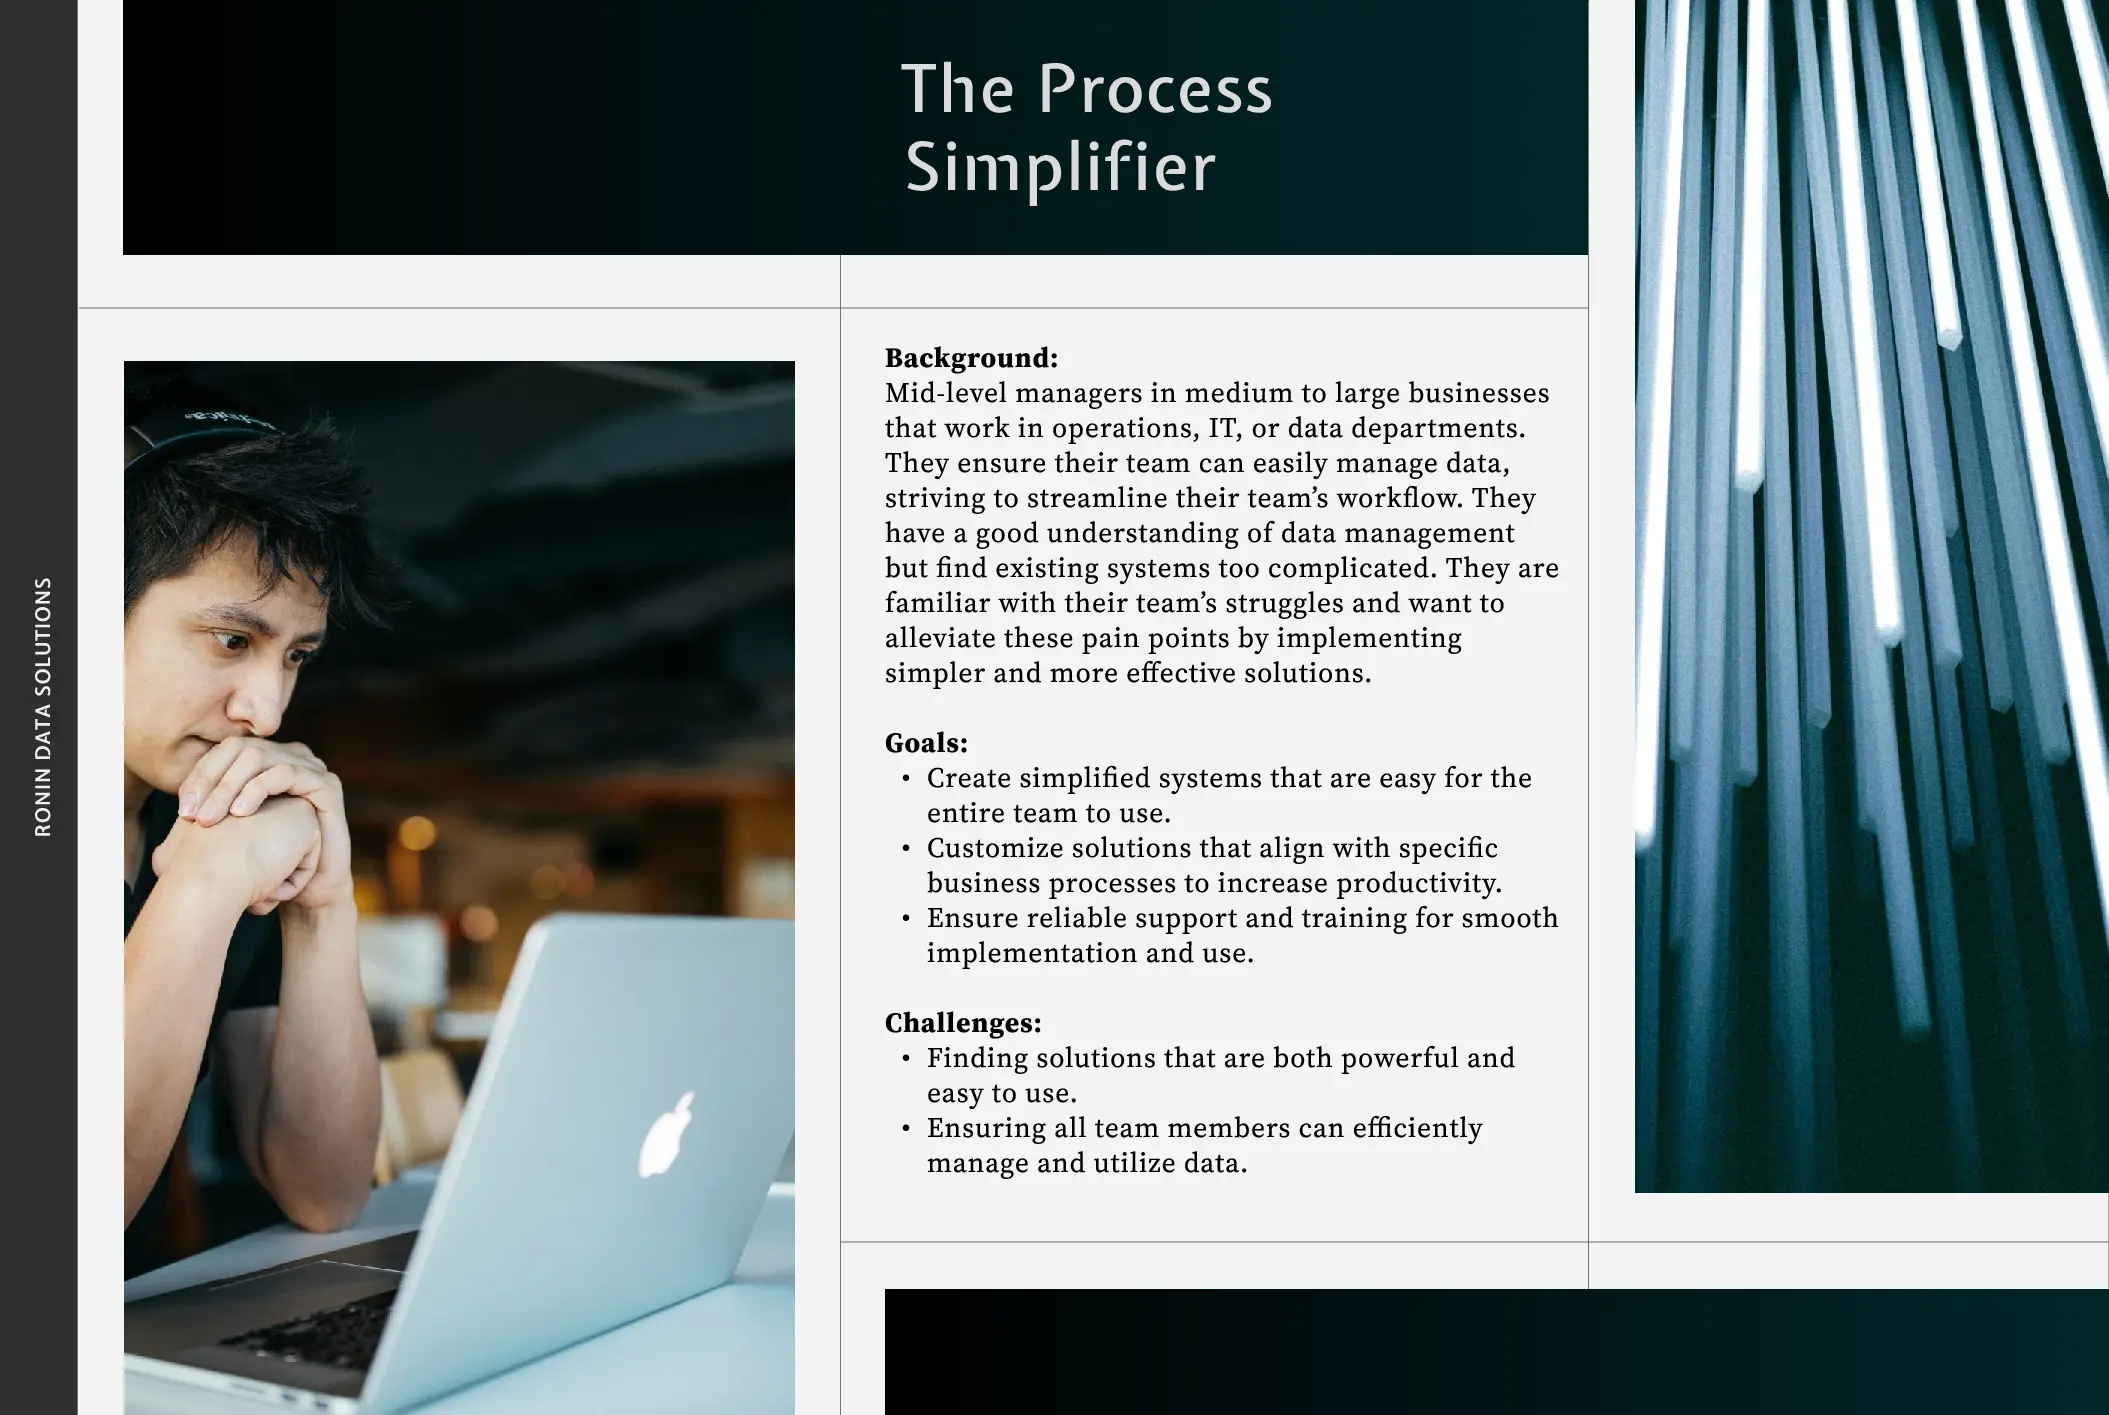 The Process
Simplifier
RONIN DATA SOLUTIONS
Background:
Mid-level managers in medium to large businesses
that work in operations, IT, or data departments.
They ensure their team can easily manage data,
striving to streamline their team’s workflow. They
have a good understanding of data management
but find existing systems too complicated. They are
familiar with their team’s struggles and want to
alleviate these pain points by implementing
simpler and more effective solutions.
Goals:
• Create simplified systems that are easy for the
entire team to use.
• Customize solutions that align with specific
business processes to increase productivity.
• Ensure reliable support and training for smooth
implementation and use.
Challenges:
• Finding solutions that are both powerful and
easy to use.
• Ensuring all team members can efficiently
manage and utilize data.